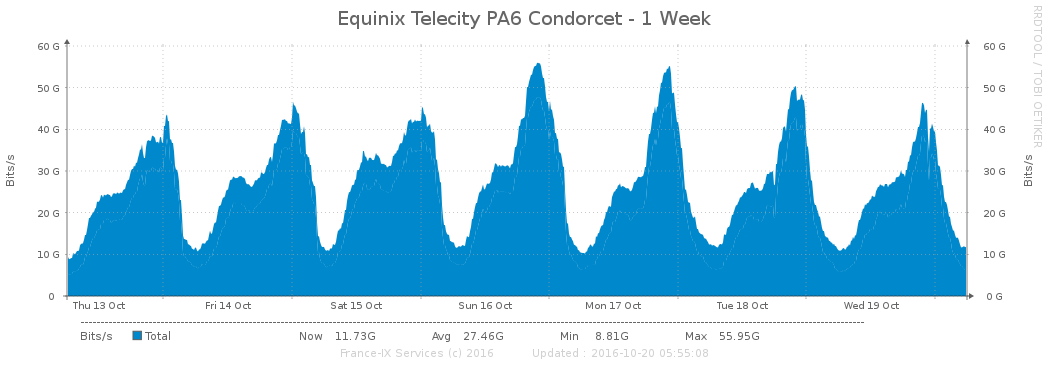 Equinix Telecity PA6 Condorcet - 1 Week
RRDTOOL / TOBI OETIKER
60 G 60 G
50 G 50 G
40 G 40 G
30 G 30 G
20 G 20 G
10 G 10 G
0 0 G
Bits/s
Bits/s
Thu 13 Oct Fri 14 Oct Sat 15 Oct Sun 16 Oct Mon 17 Oct Tue 18 Oct Wed 19 Oct
Bits/s Total Now 11.73G Avg 27.46G Min 8.81G Max 55.95G
France-IX Services (c) 2016 Updated : 2016-10-20 05:55:08